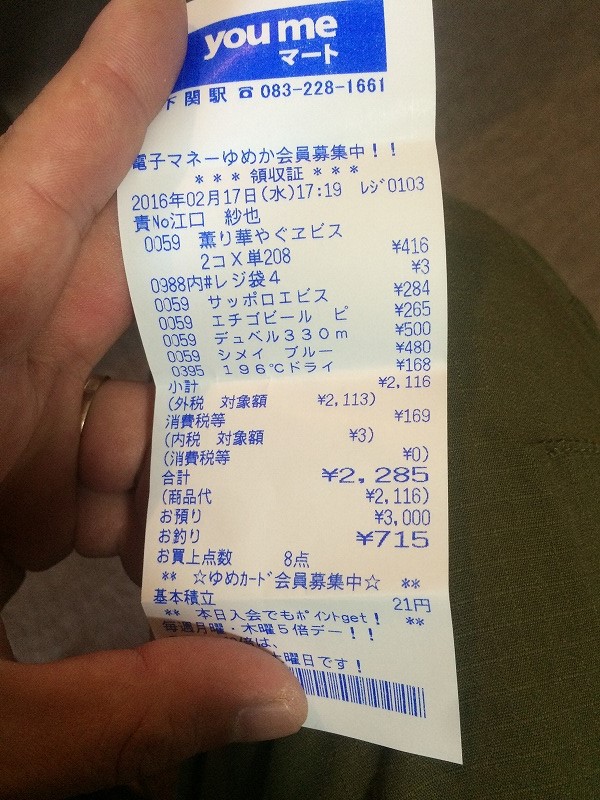 you me
マート
下関駅 ☎ 083-228-1661
電子マネーゆめか会員募集中!!
＊＊＊ 領収証 ＊＊＊
2016年02月17日(水)17:19 ﾚｼﾞ0103
責No江口 紗也
0059 薫り華やぐヱビス
2コX単208 ¥416
0988内#レジ袋4 ¥3
0059 サッポロエビス ¥284
0059 エチゴビール ピ ¥265
0059 デュベル330m ¥500
0059 シメイ ブルー ¥480
0395 196℃ドライ ¥168
小計 ¥2,116
(外税 対象額 ¥2,113)
消費税等 ¥169
(内税 対象額 ¥3)
(消費税等 ¥0)
合計 ¥2,285
(商品代 ¥2,116)
お預り ¥3,000
お釣り ¥715
お買上点数 8点
** ☆ゆめｶｰﾄﾞ会員募集中☆ **
基本積立 21円
** 本日入会でもﾎﾟｲﾝﾄget! **
毎週月曜・木曜5倍デー!!
は、
曜日です!